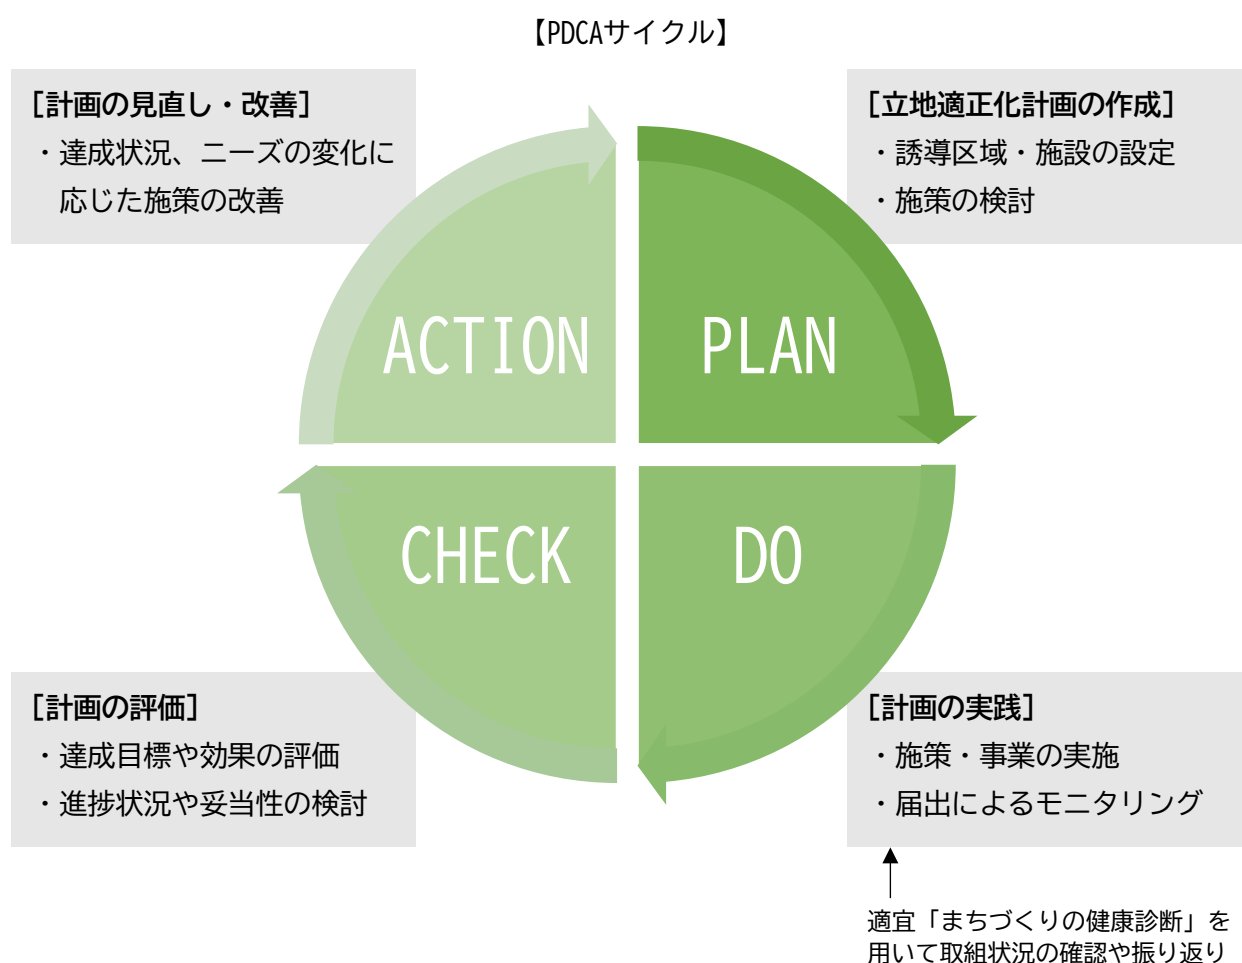 【PDCAサイクル】
［計画の見直し・改善］
・達成状況、ニーズの変化に
応じた施策の改善
［立地適正化計画の作成］
・誘導区域・施設の設定
・施策の検討
ACTION
PLAN
CHECK
DO
［計画の評価］
・達成目標や効果の評価
・進捗状況や妥当性の検討
［計画の実践］
・施策・事業の実施
・届出によるモニタリング
適宜「まちづくりの健康診断」を
用いて取組状況の確認や振り返り